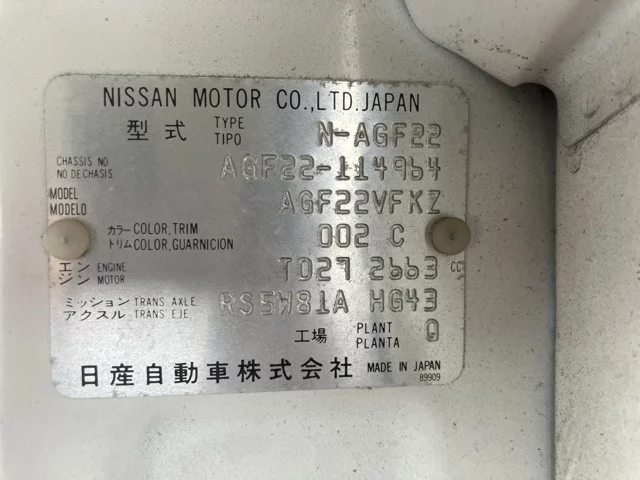 NISSAN MOTOR CO.,LTD.JAPAN
型式 TYPE TIPO N-AGF22
CHASSIS NO NO DE CHASIS AGF22-114964
MODEL MODELO AGF22VFKZ
カラートリム COLOR,TRIM COLOR,GUARNICION 002 C
エンジン ENGINE MOTOR TD27 2663 CC
ミッションアクスル TRANS AXLE TRANS EJE RS5W81A HG43
工場 PLANT PLANTA Q
日産自動車株式会社 MADE IN JAPAN
89909